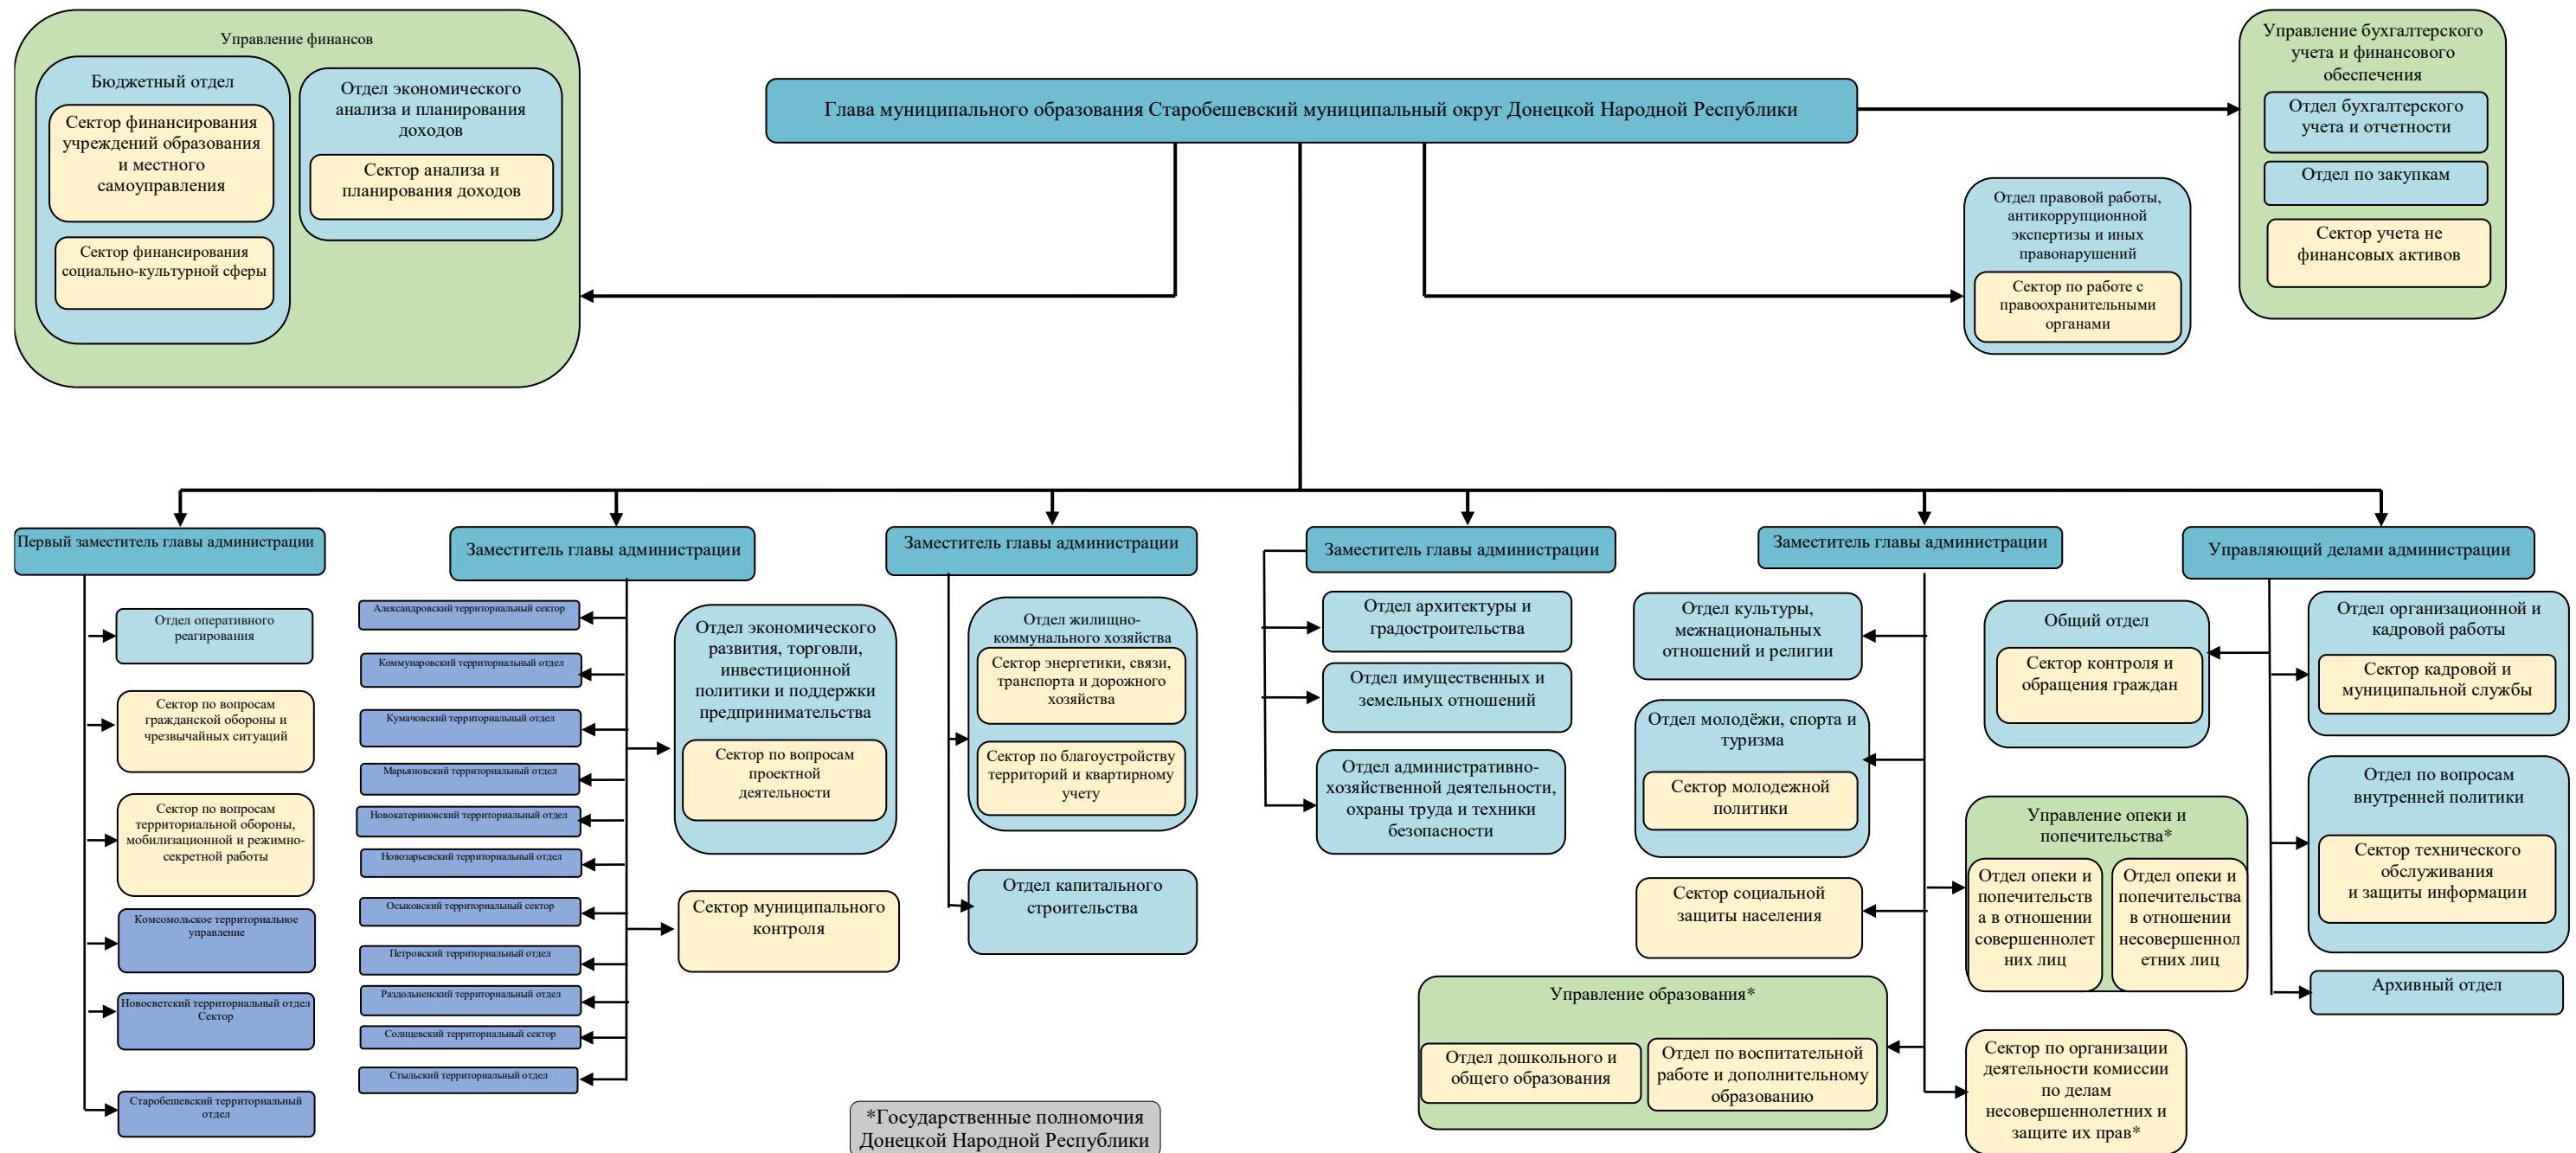 Управление финансов
Бюджетный отдел
Сектор финансирования
учреждений образования
и местного
самоуправления
Сектор финансирования
социально-культурной сферы
Отдел экономического
анализа и планирования
доходов
Сектор анализа и
планирования доходов
Глава муниципального образования Старобешевский муниципальный округ Донецкой Народной Республики
Управление бухгалтерского
учета и финансового
обеспечения
Отдел бухгалтерского
учета и отчетности
Отдел по закупкам
Сектор учета не
финансовых активов
Отдел правовой работы,
антикоррупционной
экспертизы и иных
правонарушений
Сектор по работе с
правоохранительными
органами
Первый заместитель главы администрации
Отдел оперативного
реагирования
Сектор по вопросам
гражданской обороны и
чрезвычайных ситуаций
Сектор по вопросам
территориальной обороны,
мобилизационной и режимно-
секретной работы
Комсомольское территориальное
управление
Новосветский территориальный отдел
Сектор
Старобешевский территориальный
отдел
Заместитель главы администрации
Александровский территориальный сектор
Коммунаровский территориальный отдел
Кумачовский территориальный отдел
Марьяновский территориальный отдел
Новокатериновский территориальный отдел
Новозарьевский территориальный отдел
Осыковский территориальный сектор
Петровский территориальный отдел
Раздольненский территориальный отдел
Солнцевский территориальный сектор
Стыльский территориальный отдел
Отдел экономического
развития, торговли,
инвестиционной
политики и поддержки
предпринимательства
Сектор по вопросам
проектной
деятельности
Сектор муниципального
контроля
Заместитель главы администрации
Отдел жилищно-
коммунального хозяйства
Сектор энергетики, связи,
транспорта и дорожного
хозяйства
Сектор по благоустройству
территорий и квартирному
учету
Отдел капитального
строительства
Заместитель главы администрации
Отдел архитектуры и
градостроительства
Отдел имущественных и
земельных отношений
Отдел административно-
хозяйственной деятельности,
охраны труда и техники
безопасности
Заместитель главы администрации
Отдел культуры,
межнациональных
отношений и религии
Отдел молодёжи, спорта и
туризма
Сектор молодежной
политики
Сектор социальной
защиты населения
Управление образования*
Отдел дошкольного и
общего образования
Отдел по воспитательной
работе и дополнительному
образованию
Управление опеки и
попечительства*
Отдел опеки и
попечительств
а в отношении
совершеннолет
них лиц
Отдел опеки и
попечительства
в отношении
несовершеннол
етних лиц
Сектор по организации
деятельности комиссии
по делам
несовершеннолетних и
защите их прав*
Управляющий делами администрации
Общий отдел
Сектор контроля и
обращения граждан
Отдел организационной и
кадровой работы
Сектор кадровой и
муниципальной службы
Отдел по вопросам
внутренней политики
Сектор технического
обслуживания
и защиты информации
Архивный отдел
*Государственные полномочия
Донецкой Народной Республики